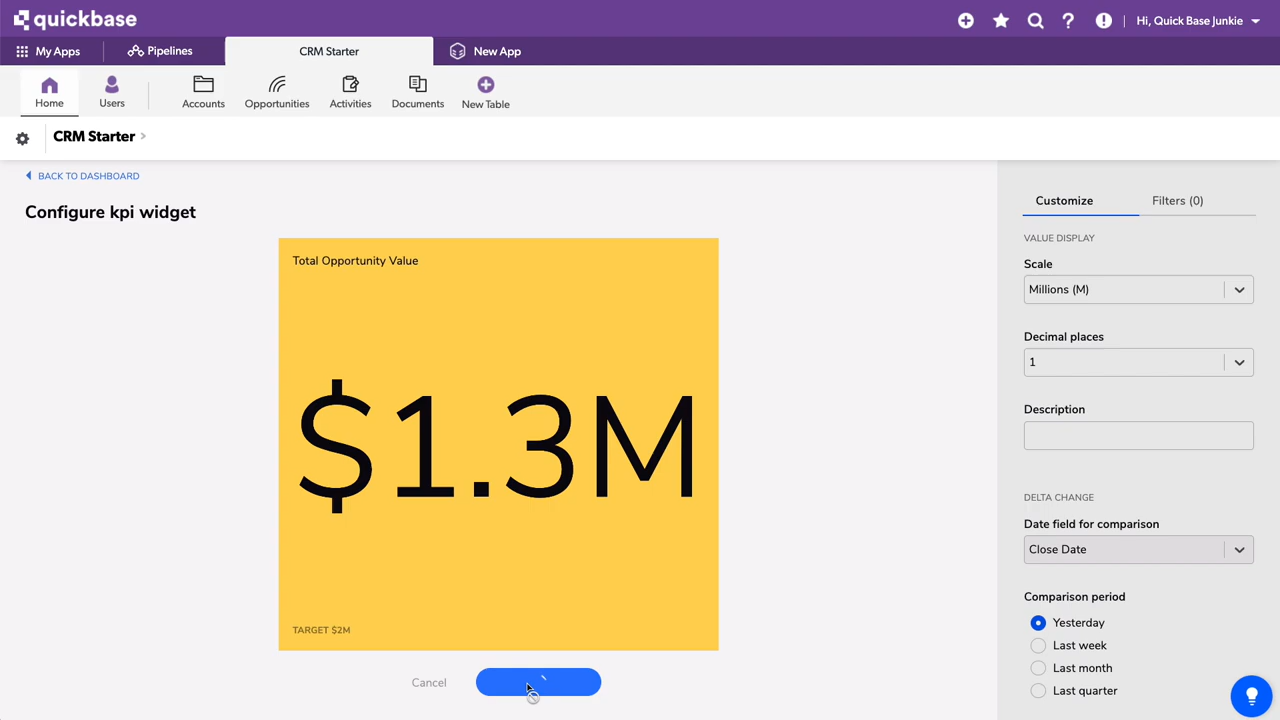 quickbase
Hi, Quick Base Junkie
My Apps
Pipelines
CRM Starter
New App
Home
Users
Accounts
Opportunities
Activities
Documents
New Table
CRM Starter
BACK TO DASHBOARD
Configure kpi widget
Total Opportunity Value
$1.3M
TARGET $2M
Cancel
Customize
Filters (0)
VALUE DISPLAY
Scale
Millions (M)
Decimal places
1
Description
DELTA CHANGE
Date field for comparison
Close Date
Comparison period
Yesterday
Last week
Last month
Last quarter